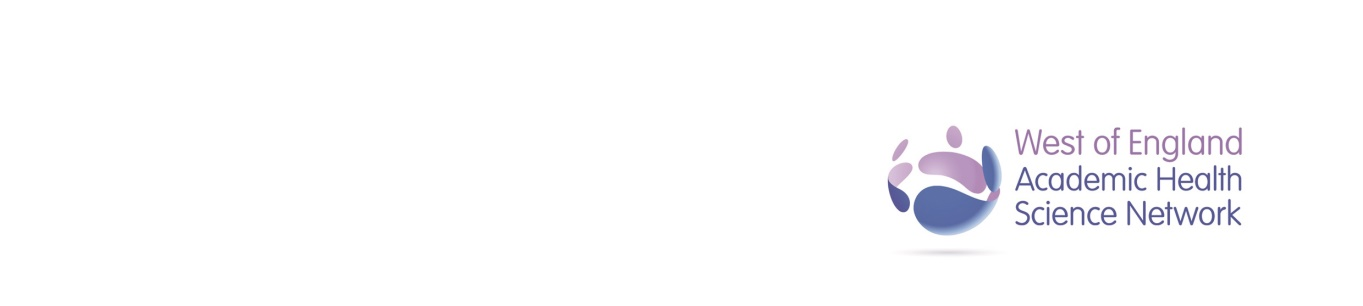 West of England
Academic Health
Science Network